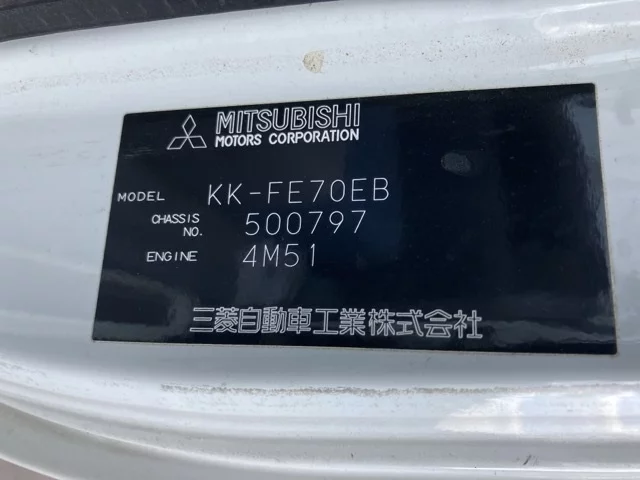 MITSUBISHI
MOTORS CORPORATION
MODEL KK-FE70EB
CHASSIS NO. 500797
ENGINE 4M51
三菱自動車工業株式会社